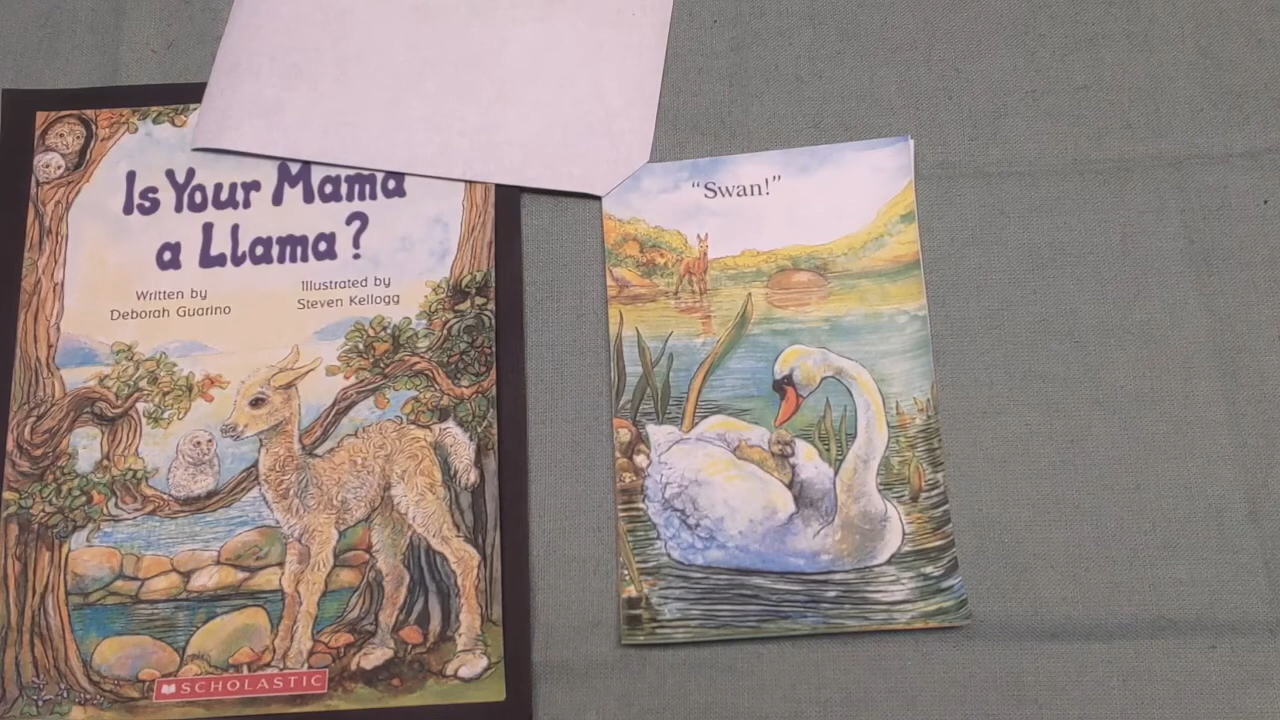 Is Your Mama
a Llama?
Written by
Deborah Guarino
Illustrated by
Steven Kellogg
SCHOLASTIC
"Swan!"